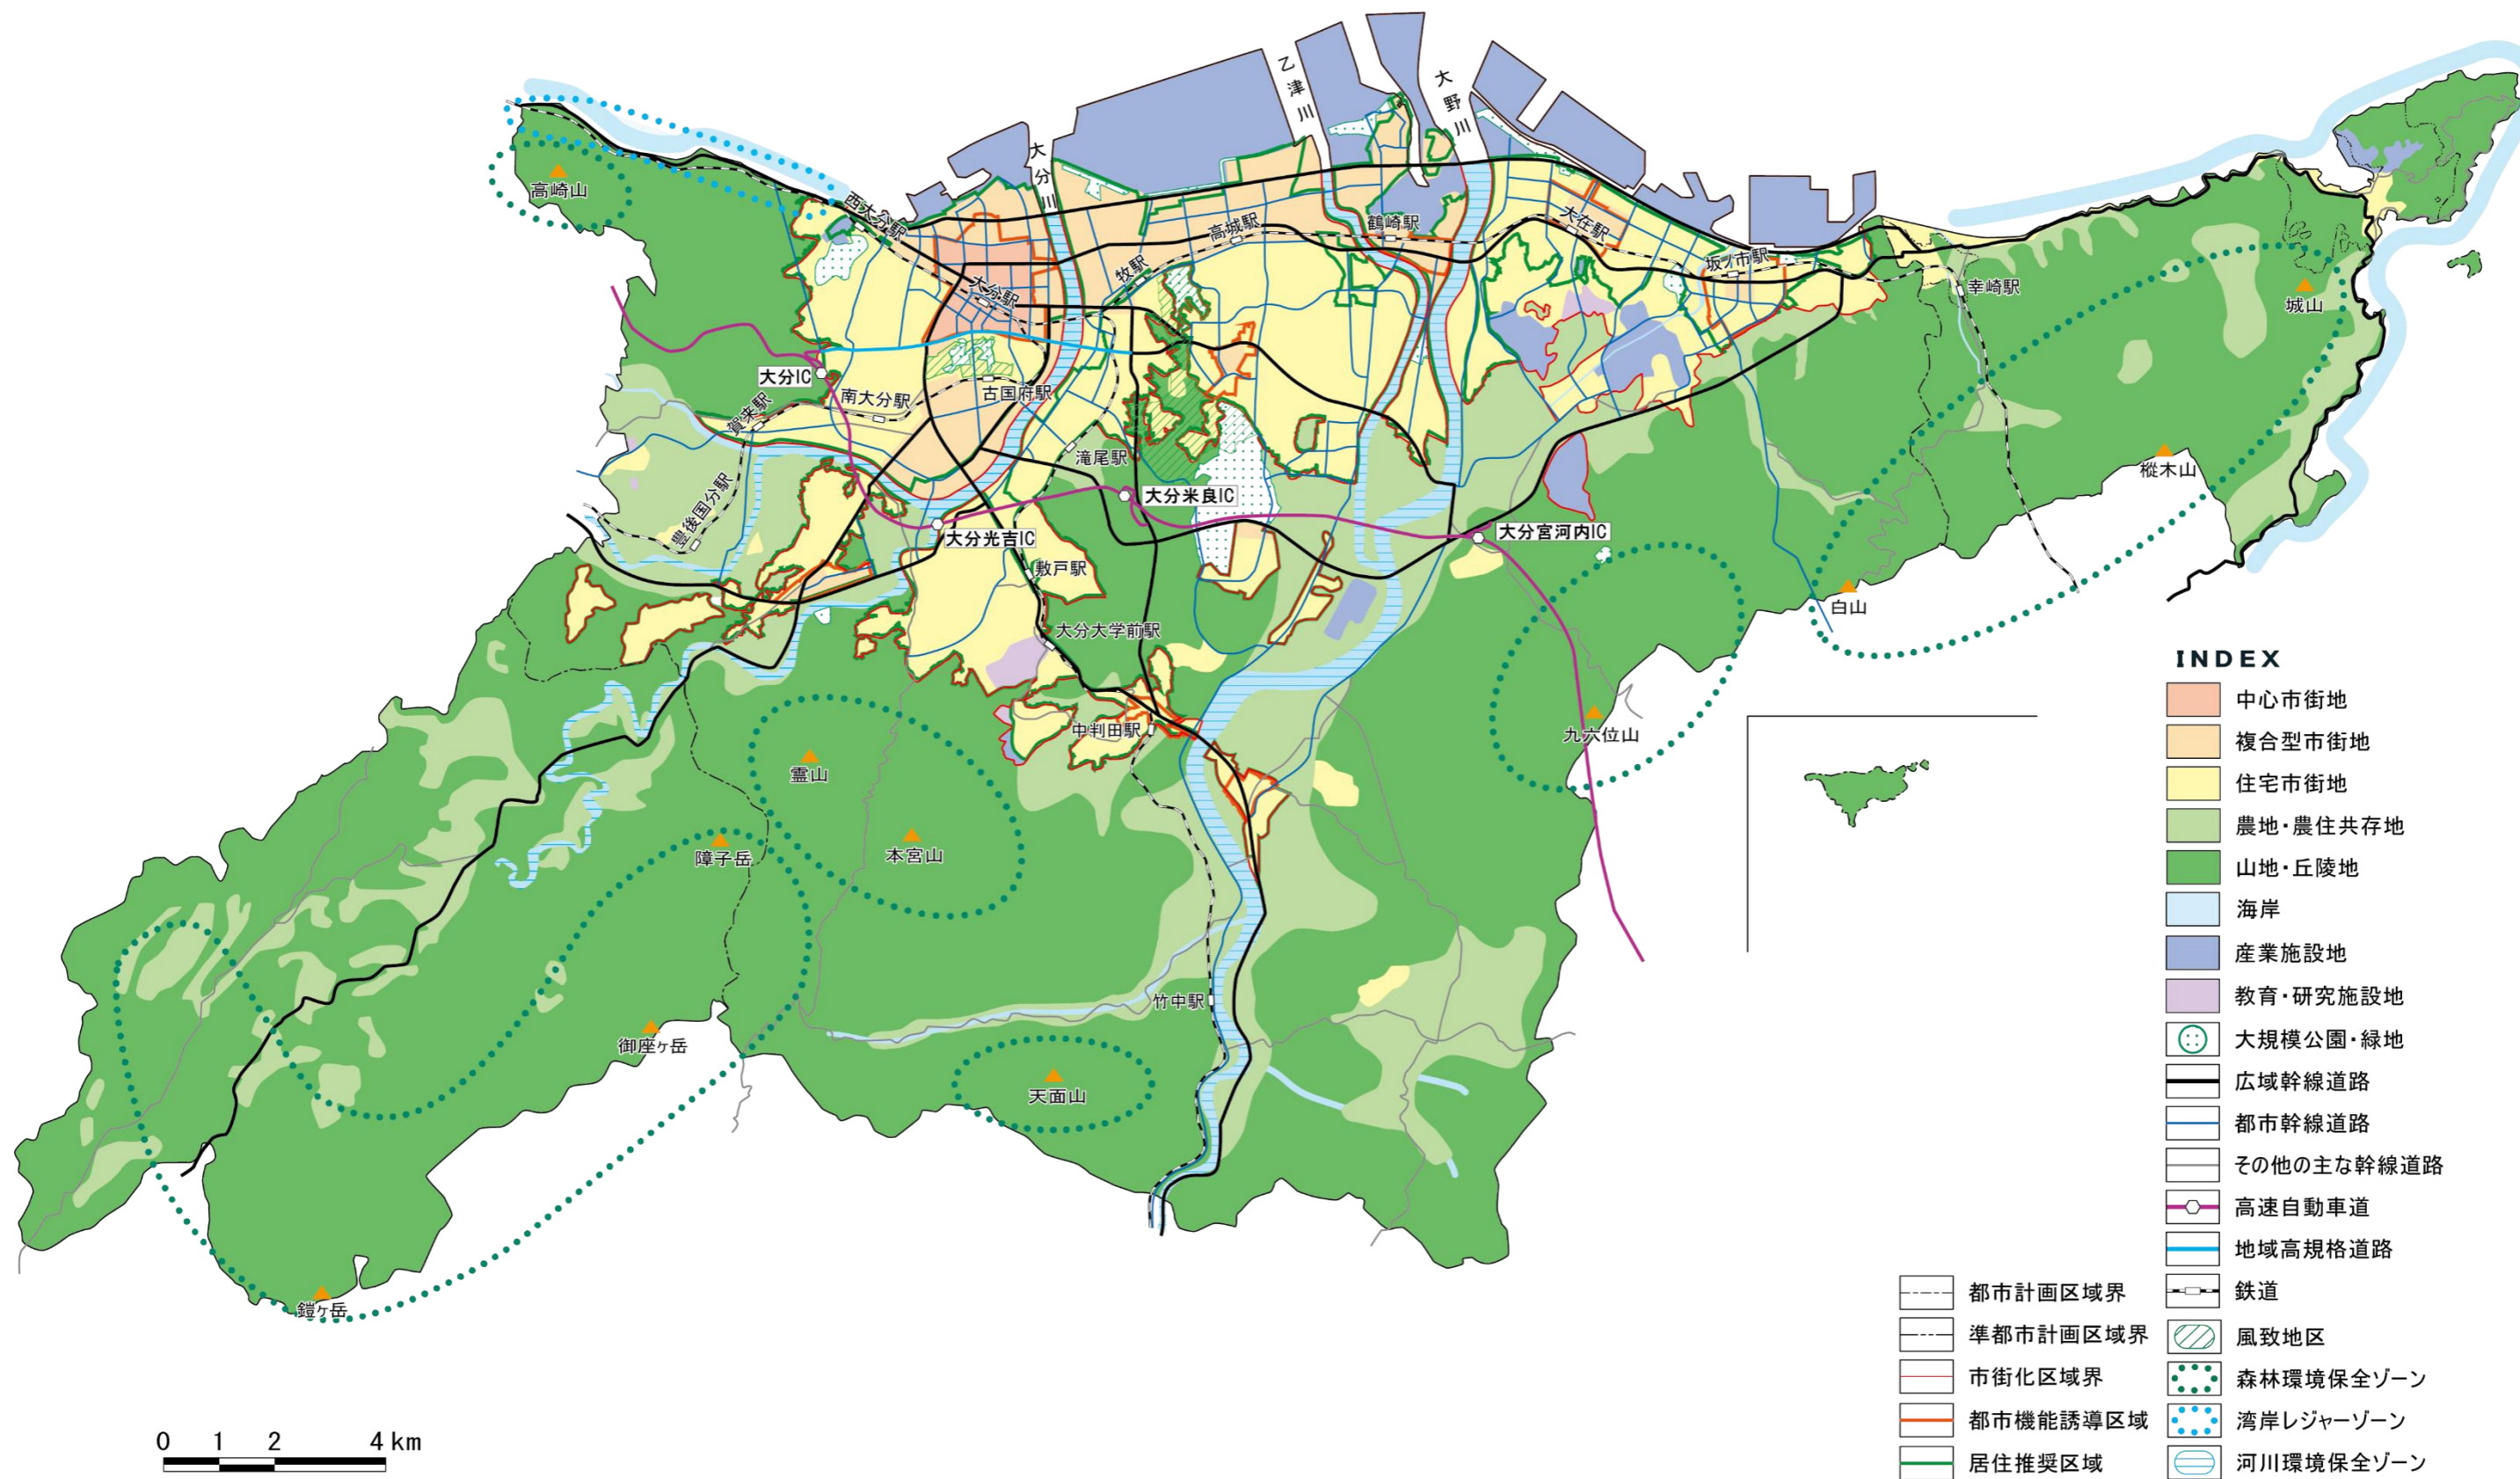 乙津川
大野川
大分川
高崎山
西大分駅
高城駅
鶴崎駅
大在駅
牧駅
坂ノ市駅
幸崎駅
城山
大分駅
大分IC
南大分駅
古国府駅
賀来駅
滝尾駅
樅木山
豊後国分駅
大分米良IC
大分光吉IC
大分宮河内IC
敷戸駅
白山
大分大学前駅
中判田駅
九六位山
霊山
障子岳
本宮山
竹中駅
御座ヶ岳
天面山
鎧ヶ岳
INDEX
中心市街地
複合型市街地
住宅市街地
農地・農住共存地
山地・丘陵地
海岸
産業施設地
教育・研究施設地
大規模公園・緑地
広域幹線道路
都市幹線道路
その他の主な幹線道路
高速自動車道
地域高規格道路
鉄道
風致地区
森林環境保全ゾーン
湾岸レジャーゾーン
河川環境保全ゾーン
都市計画区域界
準都市計画区域界
市街化区域界
都市機能誘導区域
居住推奨区域
0 1 2 4 km